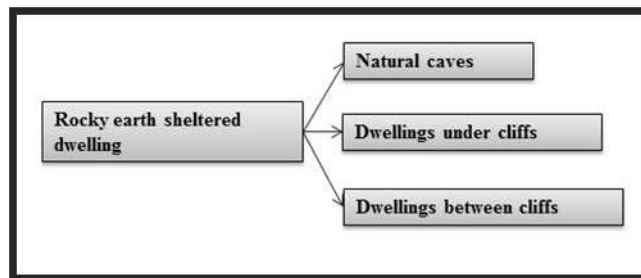 Natural caves
Rocky earth sheltered
dwelling
Dwellings under cliffs
Dwellings between cliffs